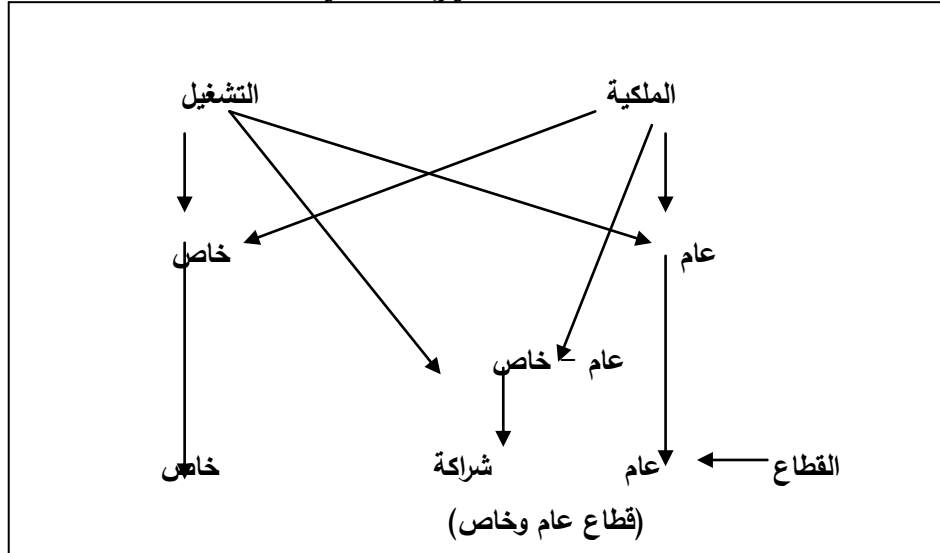 الملكية التشغيل
عام خاص
عام – خاص
القطاع عام شراكة خاص
(قطاع عام وخاص)